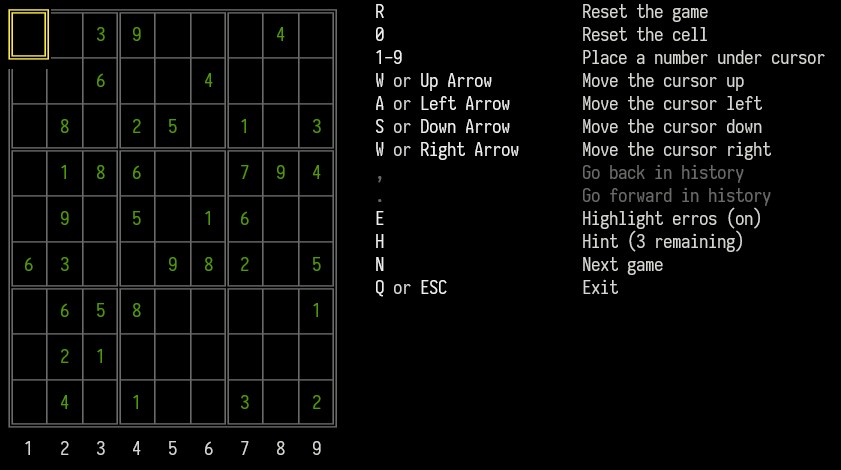 3 9 4
6 4
8 2 5 1 3
1 8 6 7 9 4
9 5 1 6
6 3 9 8 2 5
6 5 8 1
2 1
4 1 3 2
1 2 3 4 5 6 7 8 9
R Reset the game
0 Reset the cell
1-9 Place a number under cursor
W or Up Arrow Move the cursor up
A or Left Arrow Move the cursor left
S or Down Arrow Move the cursor down
W or Right Arrow Move the cursor right
, Go back in history
. Go forward in history
E Highlight erros (on)
H Hint (3 remaining)
N Next game
Q or ESC Exit